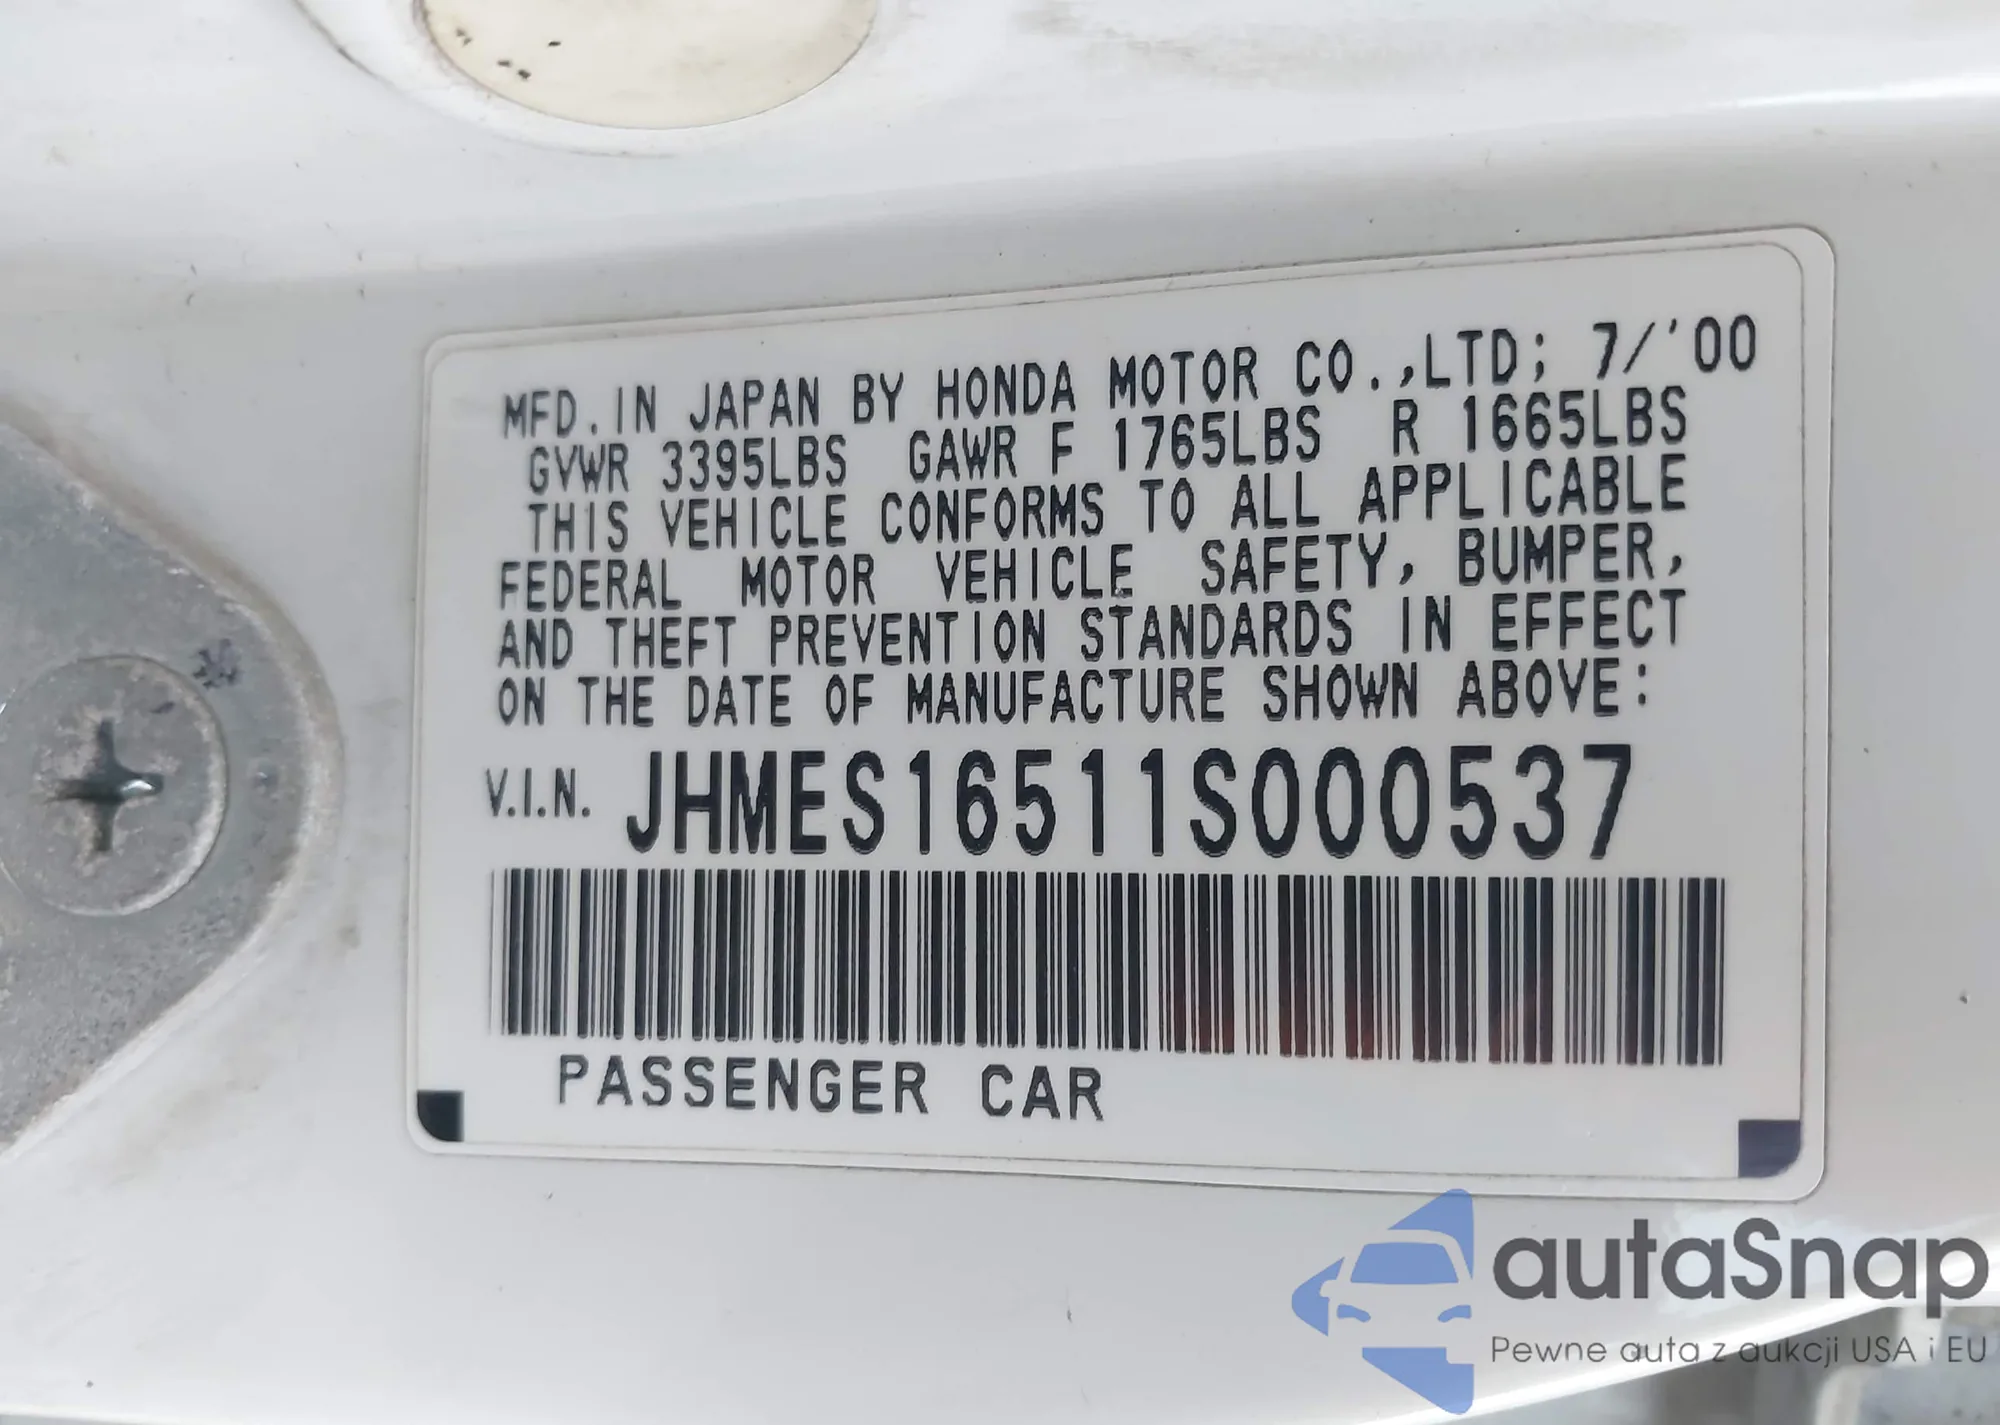 MFD. IN JAPAN BY HONDA MOTOR CO.,LTD; 7/'00
GVWR 3395LBS GAWR F 1765LBS R 1665LBS
THIS VEHICLE CONFORMS TO ALL APPLICABLE
FEDERAL MOTOR VEHICLE SAFETY, BUMPER,
AND THEFT PREVENTION STANDARDS IN EFFECT
ON THE DATE OF MANUFACTURE SHOWN ABOVE:
V.I.N. JHMES16511S000537
PASSENGER CAR
autaSnap
Pewne auta z aukcji USA i EU